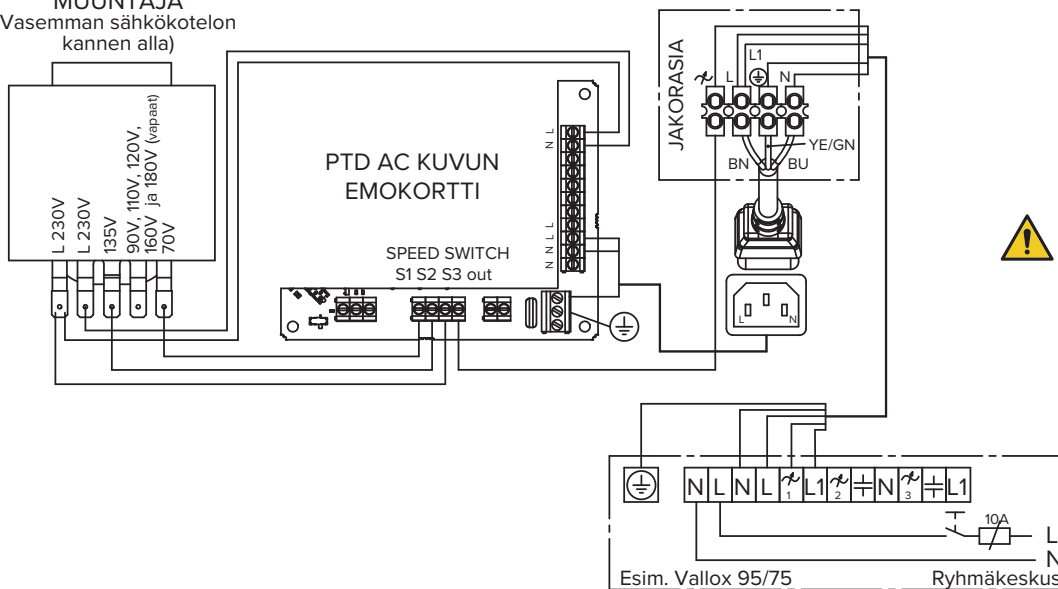 MUUNTAJA
(Vasemman sähkökotelon
kannen alla)
L 230V
L 230V
135V
90V, 110V, 120V,
160V ja 180V (vapaat)
70V
PTD AC KUVUN
EMOKORTTI
SPEED SWITCH
S1 S2 S3 out
N L
N N L L
JAKORASIA
L L1 N
BN YE/GN BU
L N
N L N L 1 L1 2 N 3 L1
10A
L
N
Esim. Vallox 95/75
Ryhmäkeskus